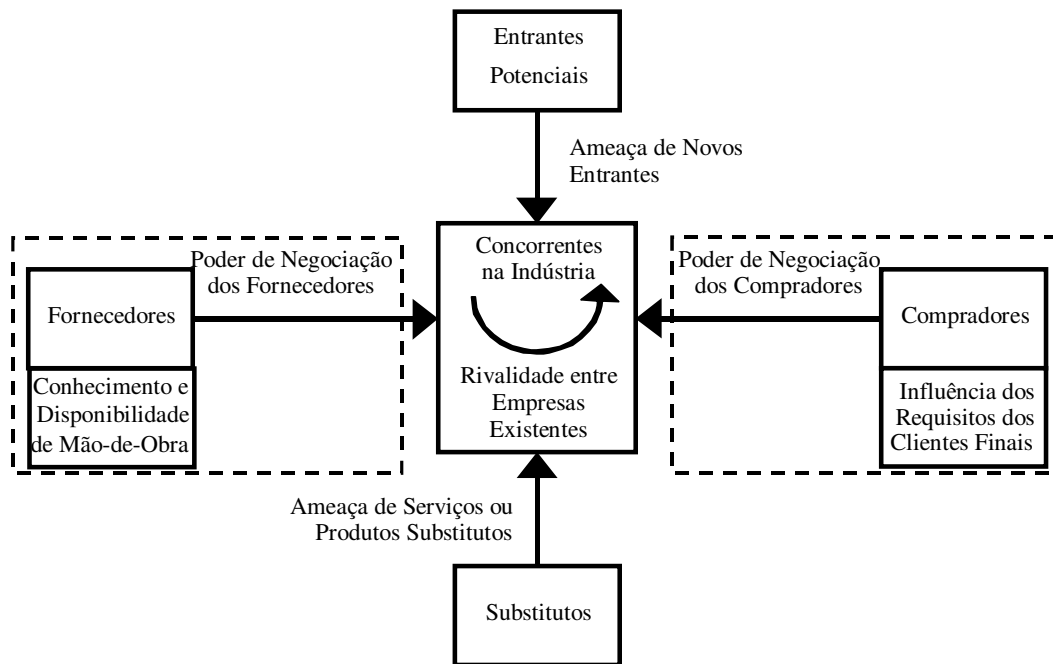 Entrantes
Potenciais
Ameaça de Novos
Entrantes
Poder de Negociação
dos Fornecedores
Fornecedores
Conhecimento e
Disponibilidade
de Mão-de-Obra
Concorrentes
na Indústria
Rivalidade entre
Empresas
Existentes
Poder de Negociação
dos Compradores
Compradores
Influência dos
Requisitos dos
Clientes Finais
Ameaça de Serviços ou
Produtos Substitutos
Substitutos